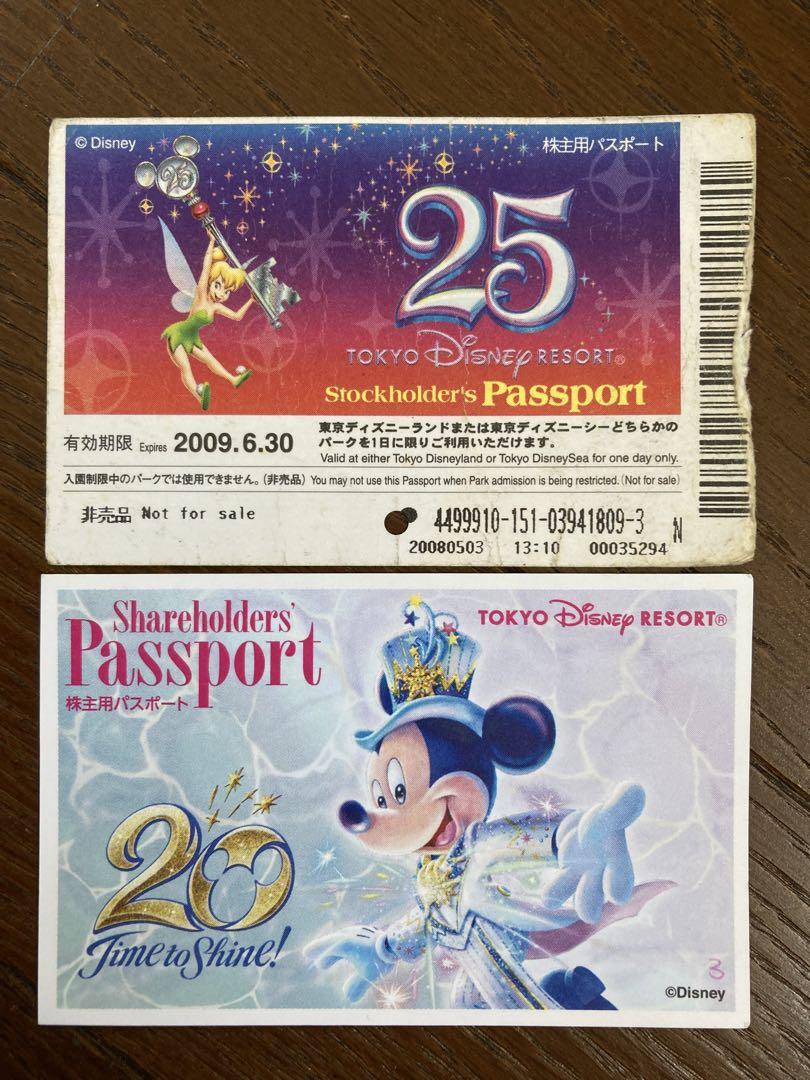 © Disney
株主用パスポート
25
25
TOKYO Disney RESORT®
Stockholder's Passport
有効期限 Expires 2009.6.30
東京ディズニーランドまたは東京ディズニーシーどちらかの
パークを1日に限りご利用いただけます。
Valid at either Tokyo Disneyland or Tokyo DisneySea for one day only.
入園制限中のパークでは使用できません。(非売品) You may not use this Passport when Park admission is being restricted. (Not for sale)
非売品 Not for sale
4499910-151-03941809-3 N
20080503 13:10 00035294
Shareholders'
Passport
株主用パスポート
TOKYO Disney RESORT®
20
Time to Shine!
3
©Disney